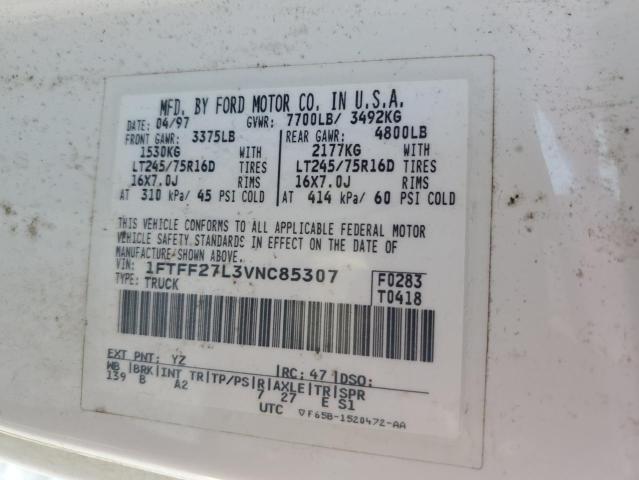 MFD. BY FORD MOTOR CO. IN U.S.A.
04/97 GVWR: 7700LB/ 3492KG
FRONT GAWR: 3375LB REAR GAWR: 4800LB
1530KG WITH 2177KG WITH
LT245/75R16D TIRES LT245/75R16D TIRES
16X7.0J RIMS 16X7.0J RIMS
AT 310 kPa/ 45 PSI COLD AT 414 kPa/ 60 PSI COLD
THIS VEHICLE CONFORMS TO ALL APPLICABLE FEDERAL MOTOR
VEHICLE SAFETY STANDARDS IN EFFECT ON THE DATE OF
MANUFACTURE SHOWN ABOVE.
VIN: 1FTFF27L3VNC85307 F0283
TYPE: TRUCK T0418
EXT PNT: YZ RC: 47 DSO:
WB BRK INT TR TP/PS R AXLE TR SPR
139 B A2 7 27 E S1
UTC ▽F65B-1520472-AA